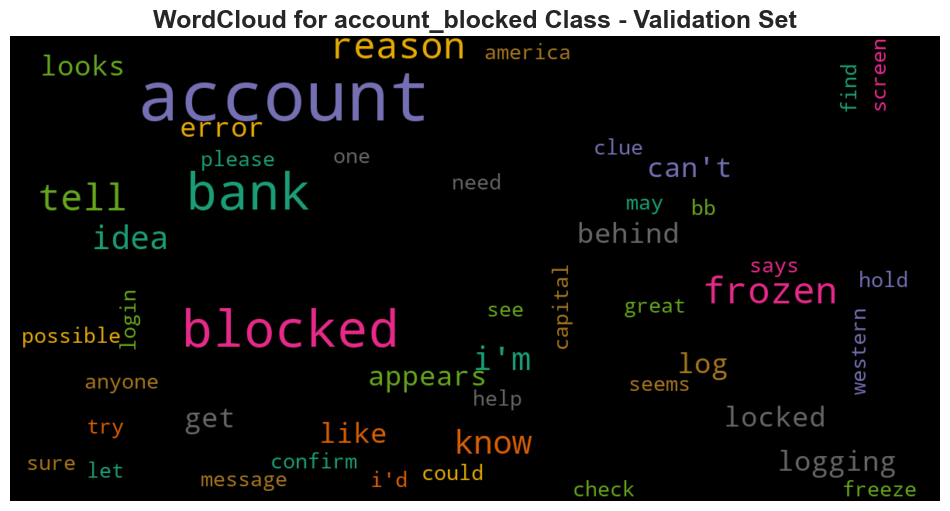 WordCloud for account_blocked Class - Validation Set
reason
america
looks
screen
find
account
error
clue
please
one
can't
need
bank
tell
may
bb
idea
behind
says
frozen
hold
capital
login
see
great
western
blocked
possible
i'm
log
appears
seems
anyone
help
get
locked
try
like
know
sure
let
confirm
logging
message
i'd
could
check
freeze